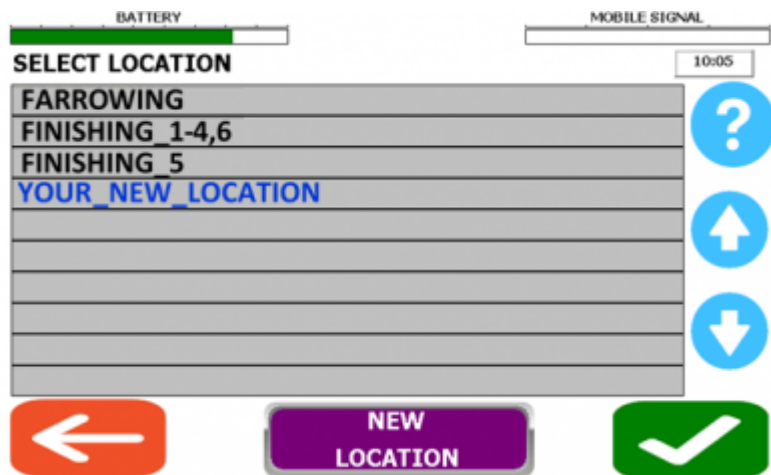 BATTERY
MOBILE SIGNAL
SELECT LOCATION
10:05
FARROWING
FINISHING_1-4,6
FINISHING_5
YOUR_NEW_LOCATION
?
NEW
LOCATION